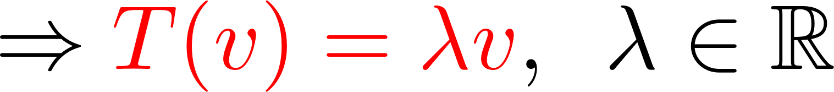 ⇒ T(v) = λv, λ ∈ ℝ